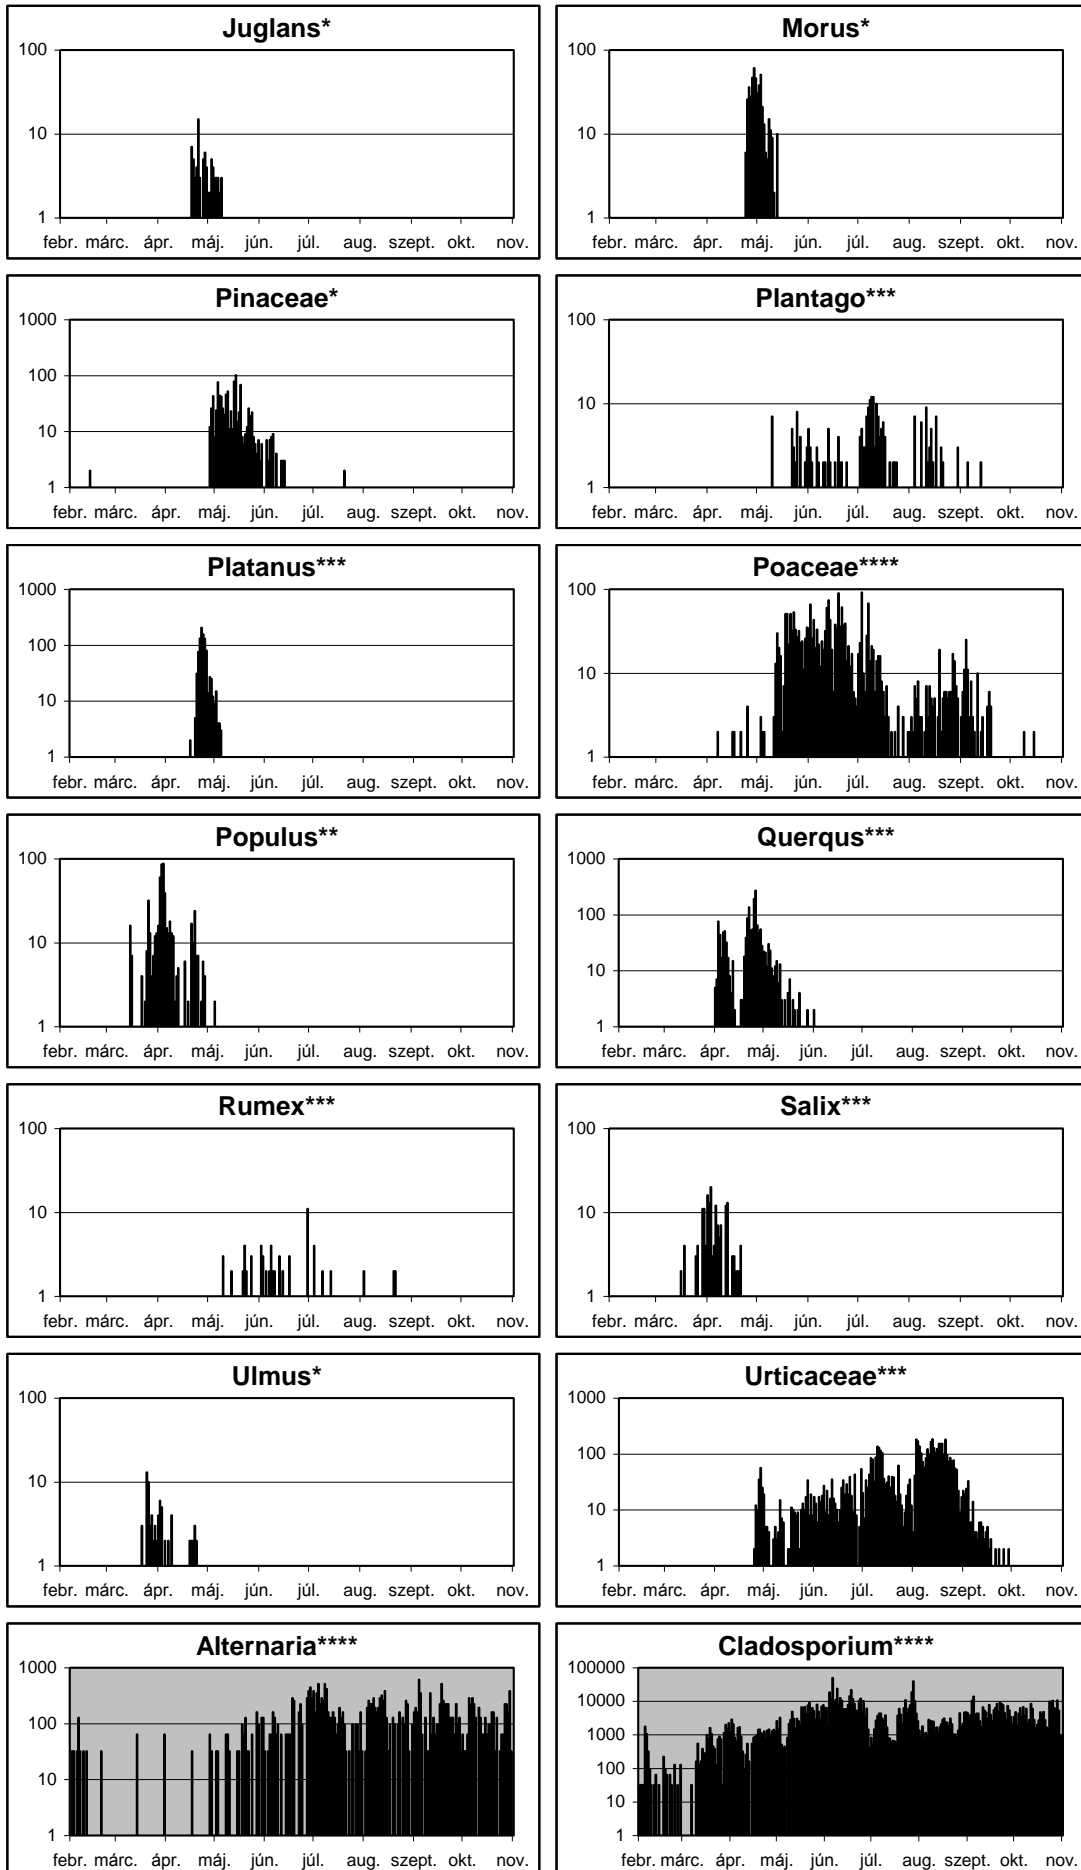 Juglans*
100
10
1
febr. márc. ápr. máj. jún. júl. aug. szept. okt. nov.
Morus*
100
10
1
febr. márc. ápr. máj. jún. júl. aug. szept. okt. nov.
Pinaceae*
1000
100
10
1
febr. márc. ápr. máj. jún. júl. aug. szept. okt. nov.
Plantago***
100
10
1
febr. márc. ápr. máj. jún. júl. aug. szept. okt. nov.
Platanus***
1000
100
10
1
febr. márc. ápr. máj. jún. júl. aug. szept. okt. nov.
Poaceae****
100
10
1
febr. márc. ápr. máj. jún. júl. aug. szept. okt. nov.
Populus**
100
10
1
febr. márc. ápr. máj. jún. júl. aug. szept. okt. nov.
Querqus***
1000
100
10
1
febr. márc. ápr. máj. jún. júl. aug. szept. okt. nov.
Rumex***
100
10
1
febr. márc. ápr. máj. jún. júl. aug. szept. okt. nov.
Salix***
100
10
1
febr. márc. ápr. máj. jún. júl. aug. szept. okt. nov.
Ulmus*
100
10
1
febr. márc. ápr. máj. jún. júl. aug. szept. okt. nov.
Urticaceae***
1000
100
10
1
febr. márc. ápr. máj. jún. júl. aug. szept. okt. nov.
Alternaria****
1000
100
10
1
febr. márc. ápr. máj. jún. júl. aug. szept. okt. nov.
Cladosporium****
100000
10000
1000
100
10
1
febr. márc. ápr. máj. jún. júl. aug. szept. okt. nov.